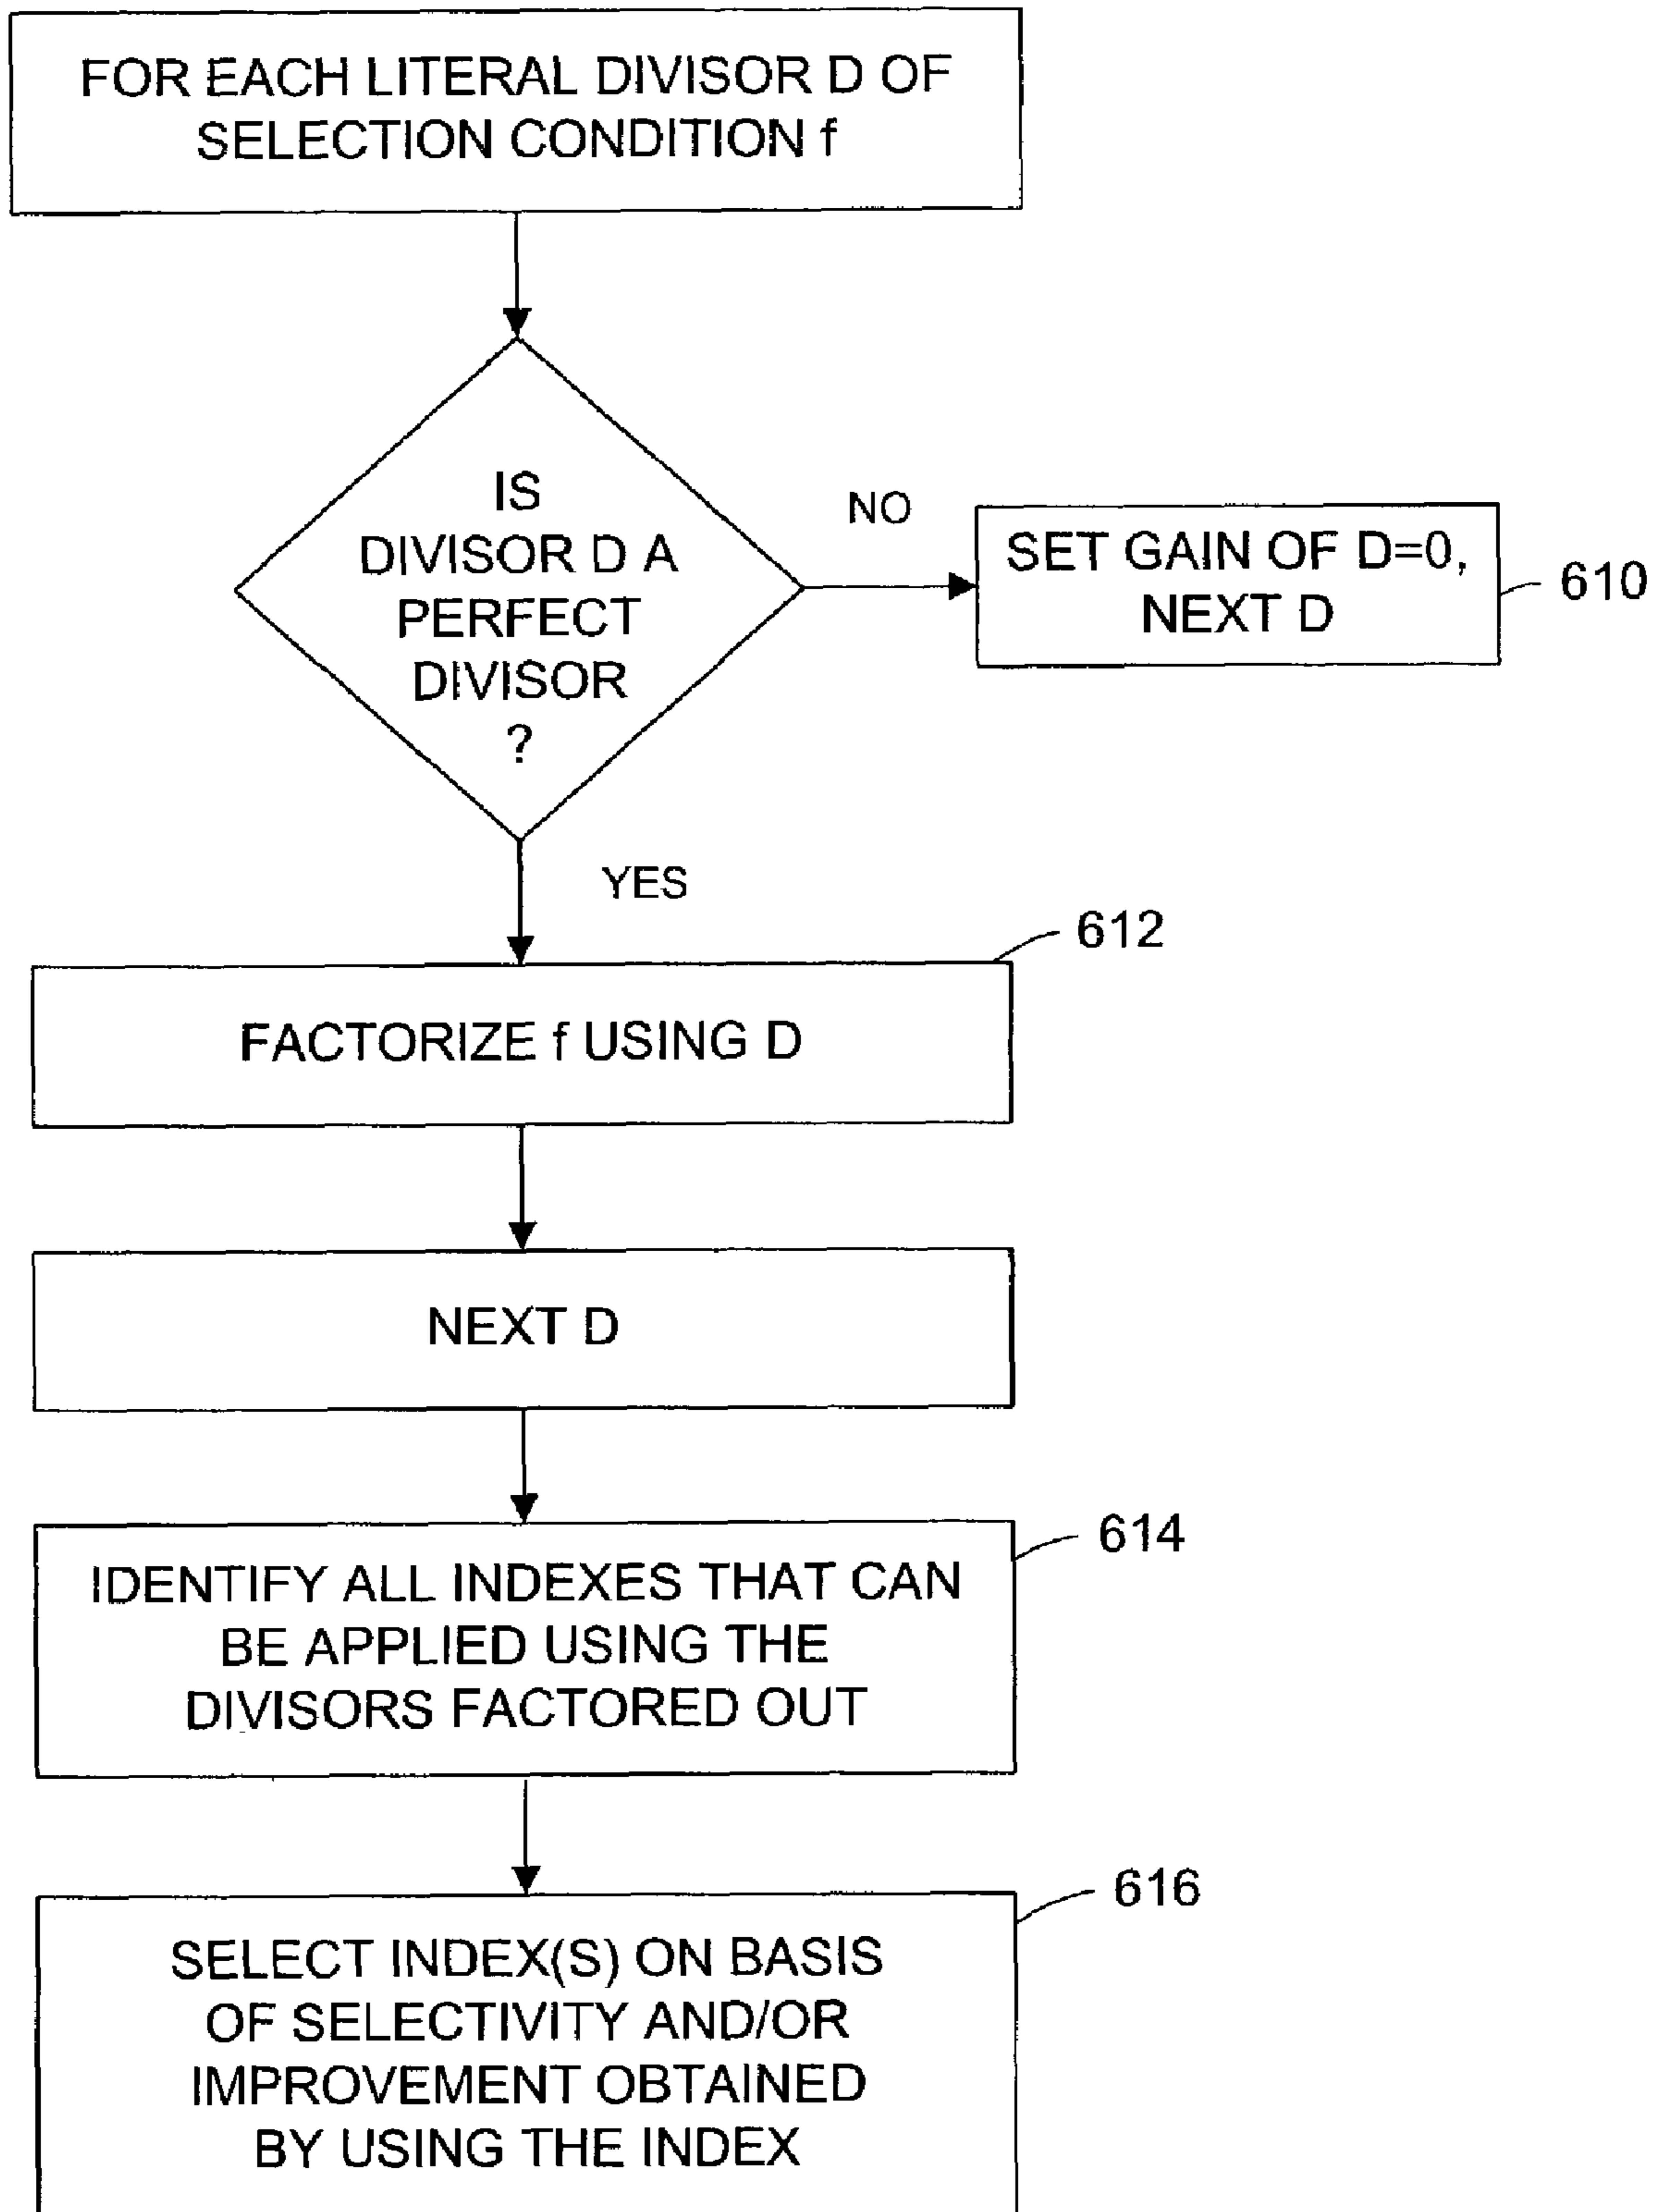 FOR EACH LITERAL DIVISOR D OF
SELECTION CONDITION f
IS
DIVISOR D A
PERFECT
DIVISOR
?
NO
SET GAIN OF D=0,
NEXT D
610
YES
612
FACTORIZE f USING D
NEXT D
614
IDENTIFY ALL INDEXES THAT CAN
BE APPLIED USING THE
DIVISORS FACTORED OUT
616
SELECT INDEX(S) ON BASIS
OF SELECTIVITY AND/OR
IMPROVEMENT OBTAINED
BY USING THE INDEX